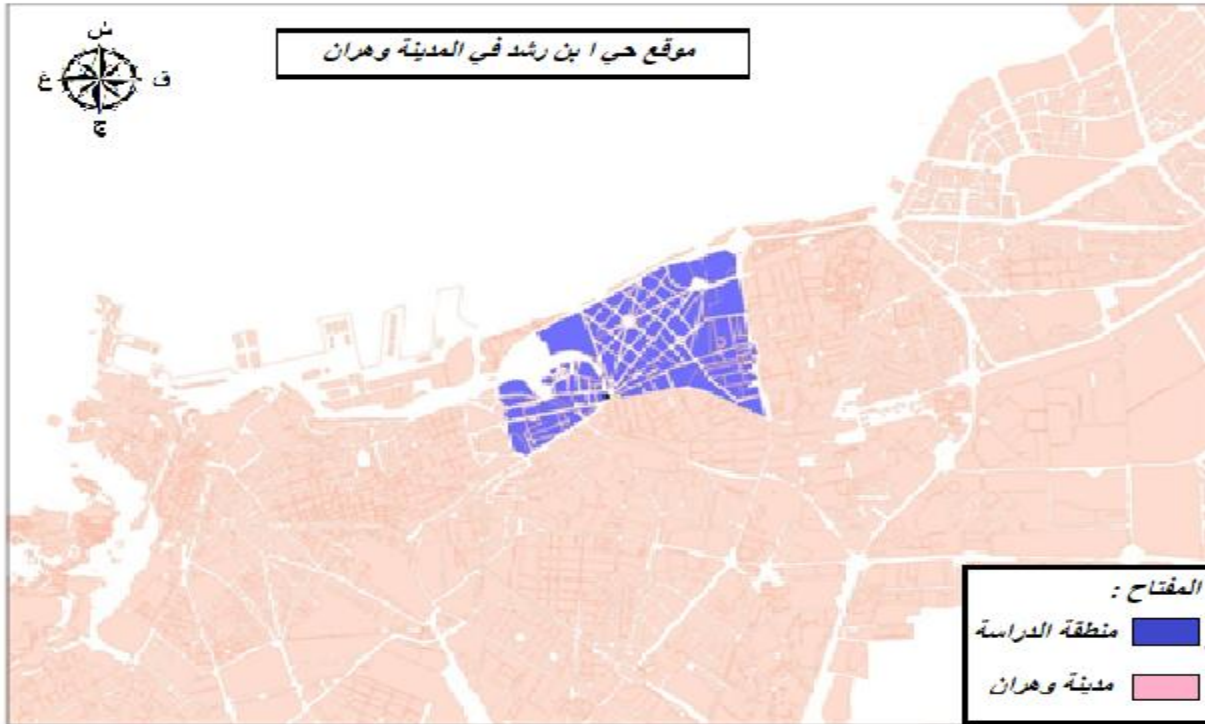 موقع حي ا بن رشد في المدينة وهران
ش
غ
ق
ج
المفتاح :
منطقة الدراسة
مدينة وهران